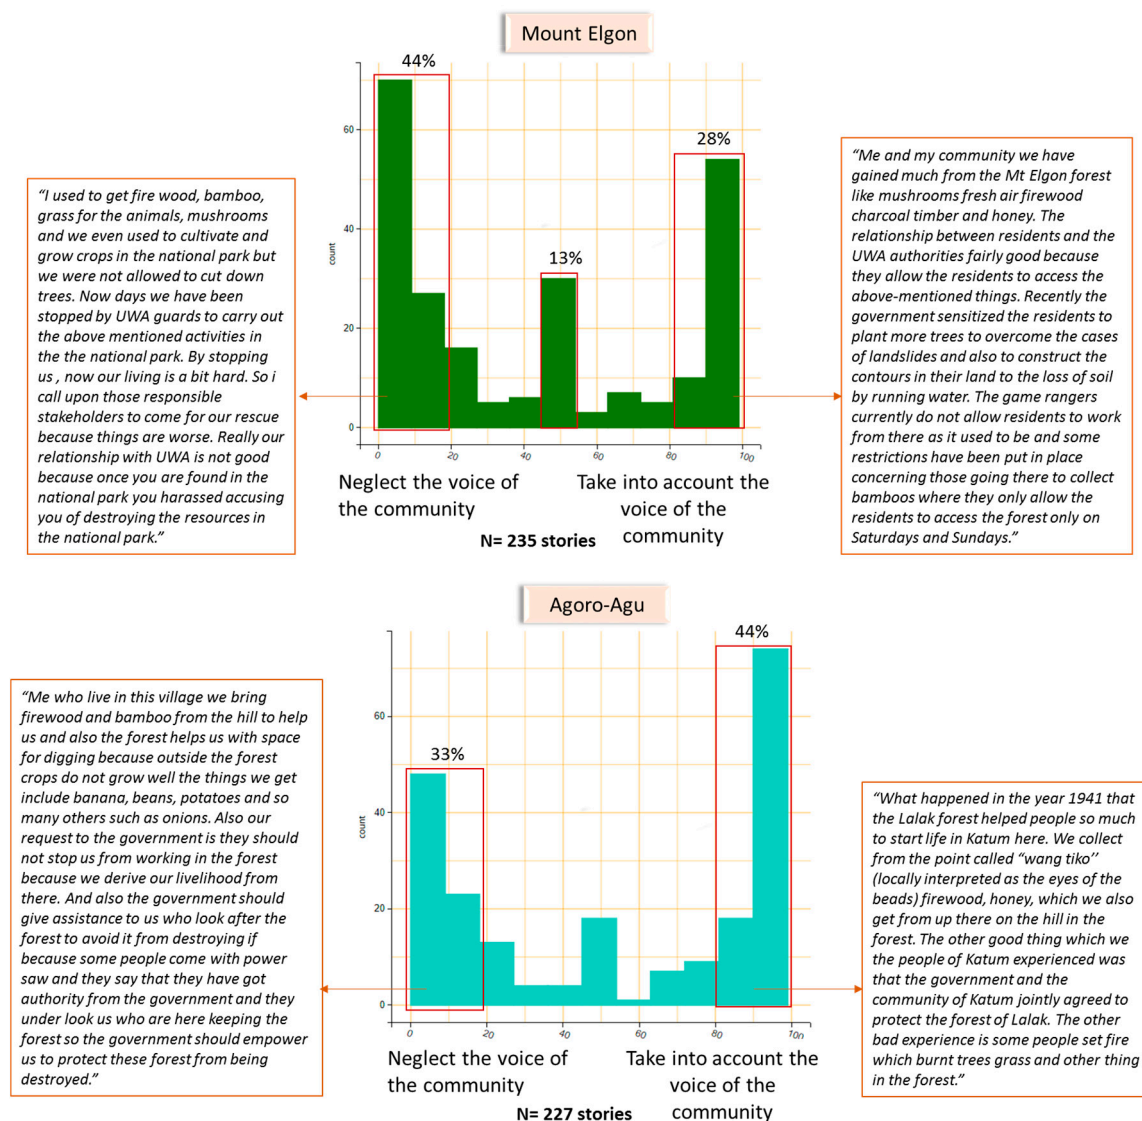 Mount Elgon
44%
13%
28%
60
40
20
0
count
0
20
40
60
80
100
Neglect the voice of
the community
Take into account the
voice of the
community
N= 235 stories
“I used to get fire wood, bamboo,
grass for the animals, mushrooms
and we even used to cultivate and
grow crops in the national park but
we were not allowed to cut down
trees. Now days we have been
stopped by UWA guards to carry out
the above mentioned activities in
the the national park. By stopping
us , now our living is a bit hard. So i
call upon those responsible
stakeholders to come for our rescue
because things are worse. Really our
relationship with UWA is not good
because once you are found in the
national park you harassed accusing
you of destroying the resources in
the national park.”
“Me and my community we have
gained much from the Mt Elgon forest
like mushrooms fresh air firewood
charcoal timber and honey. The
relationship between residents and the
UWA authorities fairly good because
they allow the residents to access the
above-mentioned things. Recently the
government sensitized the residents to
plant more trees to overcome the cases
of landslides and also to construct the
contours in their land to the loss of soil
by running water. The game rangers
currently do not allow residents to work
from there as it used to be and some
restrictions have been put in place
concerning those going there to collect
bamboos where they only allow the
residents to access the forest only on
Saturdays and Sundays.”
Agoro-Agu
33%
44%
60
40
20
0
count
0
20
40
60
80
100
Neglect the voice of
the community
Take into account the
voice of the
community
N= 227 stories
“Me who live in this village we bring
firewood and bamboo from the hill to help
us and also the forest helps us with space
for digging because outside the forest
crops do not grow well the things we get
include banana, beans, potatoes and so
many others such as onions. Also our
request to the government is they should
not stop us from working in the forest
because we derive our livelihood from
there. And also the government should
give assistance to us who look after the
forest to avoid it from destroying if
because some people come with power
saw and they say that they have got
authority from the government and they
under look us who are here keeping the
forest so the government should empower
us to protect these forest from being
destroyed.”
“What happened in the year 1941 that
the Lalak forest helped people so much
to start life in Katum here. We collect
from the point called “wang tiko’’
(locally interpreted as the eyes of the
beads) firewood, honey, which we also
get from up there on the hill in the
forest. The other good thing which we
the people of Katum experienced was
that the government and the
community of Katum jointly agreed to
protect the forest of Lalak. The other
bad experience is some people set fire
which burnt trees grass and other thing
in the forest.”